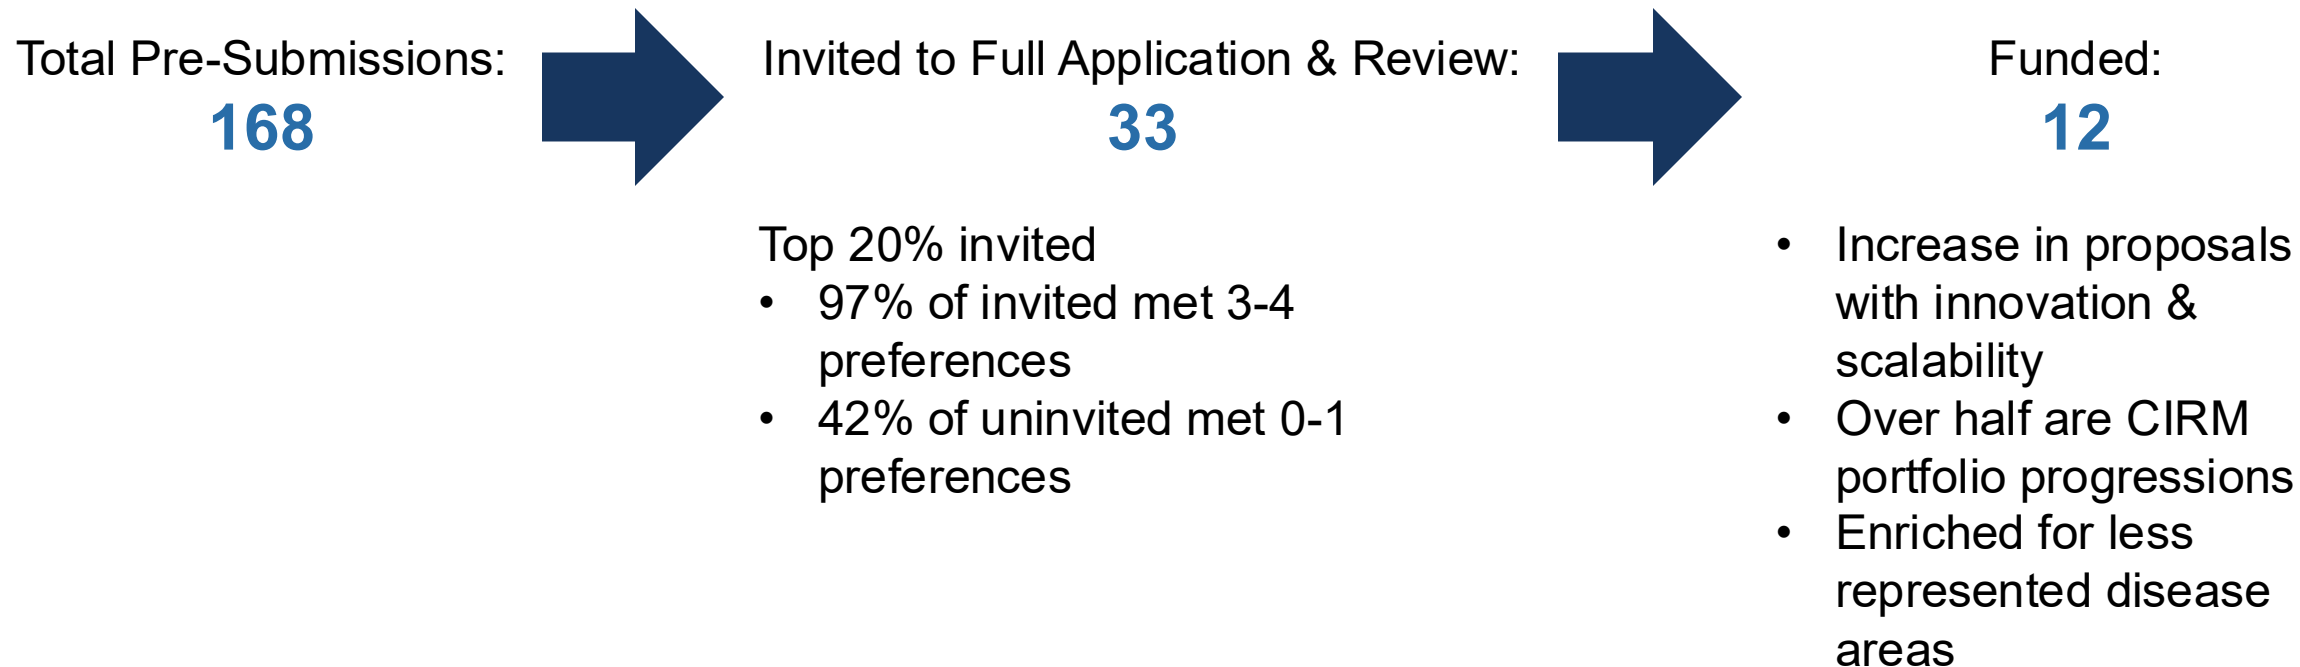 Total Pre-Submissions:
168
Invited to Full Application & Review:
33
Top 20% invited
• 97% of invited met 3-4
preferences
• 42% of uninvited met 0-1
preferences
Funded:
12
• Increase in proposals
with innovation &
scalability
• Over half are CIRM
portfolio progressions
• Enriched for less
represented disease
areas